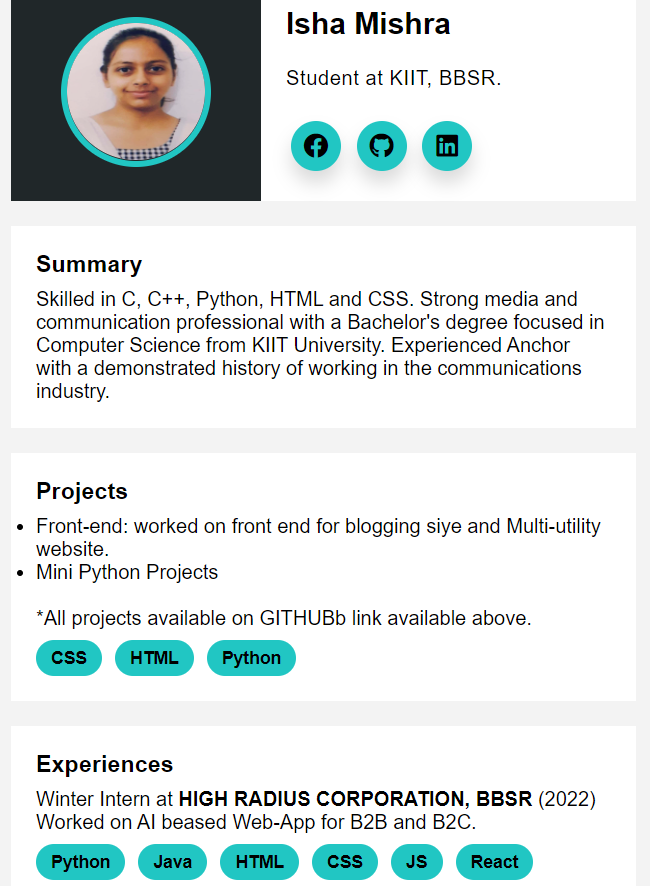 Isha Mishra
Student at KIIT, BBSR.
Summary
Skilled in C, C++, Python, HTML and CSS. Strong media and
communication professional with a Bachelor's degree focused in
Computer Science from KIIT University. Experienced Anchor
with a demonstrated history of working in the communications
industry.
Projects
• Front-end: worked on front end for blogging siye and Multi-utility
website.
• Mini Python Projects
*All projects available on GITHUBb link available above.
CSS HTML Python
Experiences
Winter Intern at HIGH RADIUS CORPORATION, BBSR (2022)
Worked on AI beased Web-App for B2B and B2C.
Python Java HTML CSS JS React